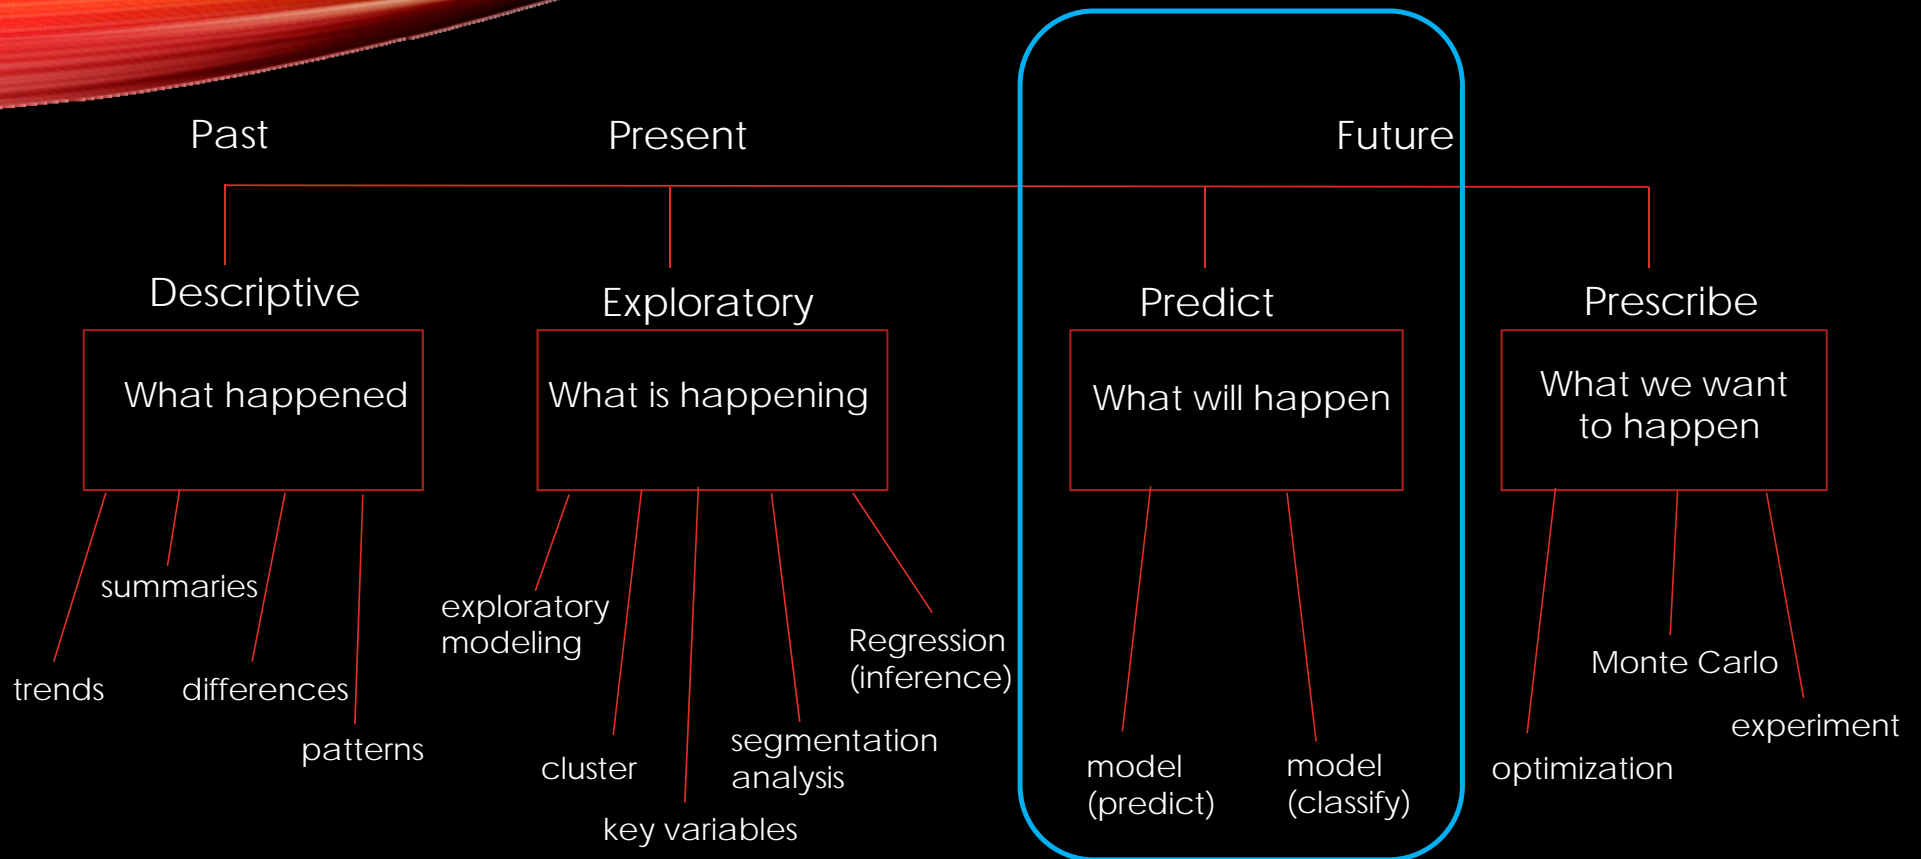 Past
Present
Future
Descriptive
Exploratory
Predict
Prescribe
What happened
What is happening
What will happen
What we want
to happen
trends
summaries
differences
patterns
exploratory
modeling
cluster
key variables
segmentation
analysis
Regression
(inference)
model
(predict)
model
(classify)
optimization
Monte Carlo
experiment